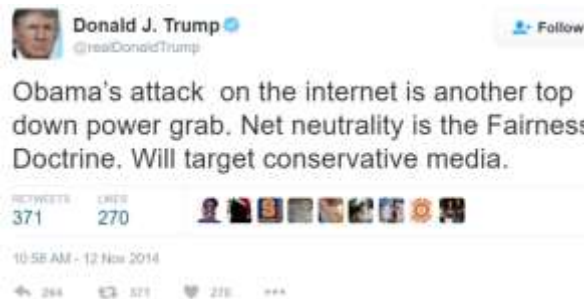 Donald J. Trump
@realDonaldTrump
Follow
Obama's attack on the internet is another top
down power grab. Net neutrality is the Fairness
Doctrine. Will target conservative media.
RETWEETS LIKES
371 270
10:58 AM - 12 Nov 2014
264 371 270